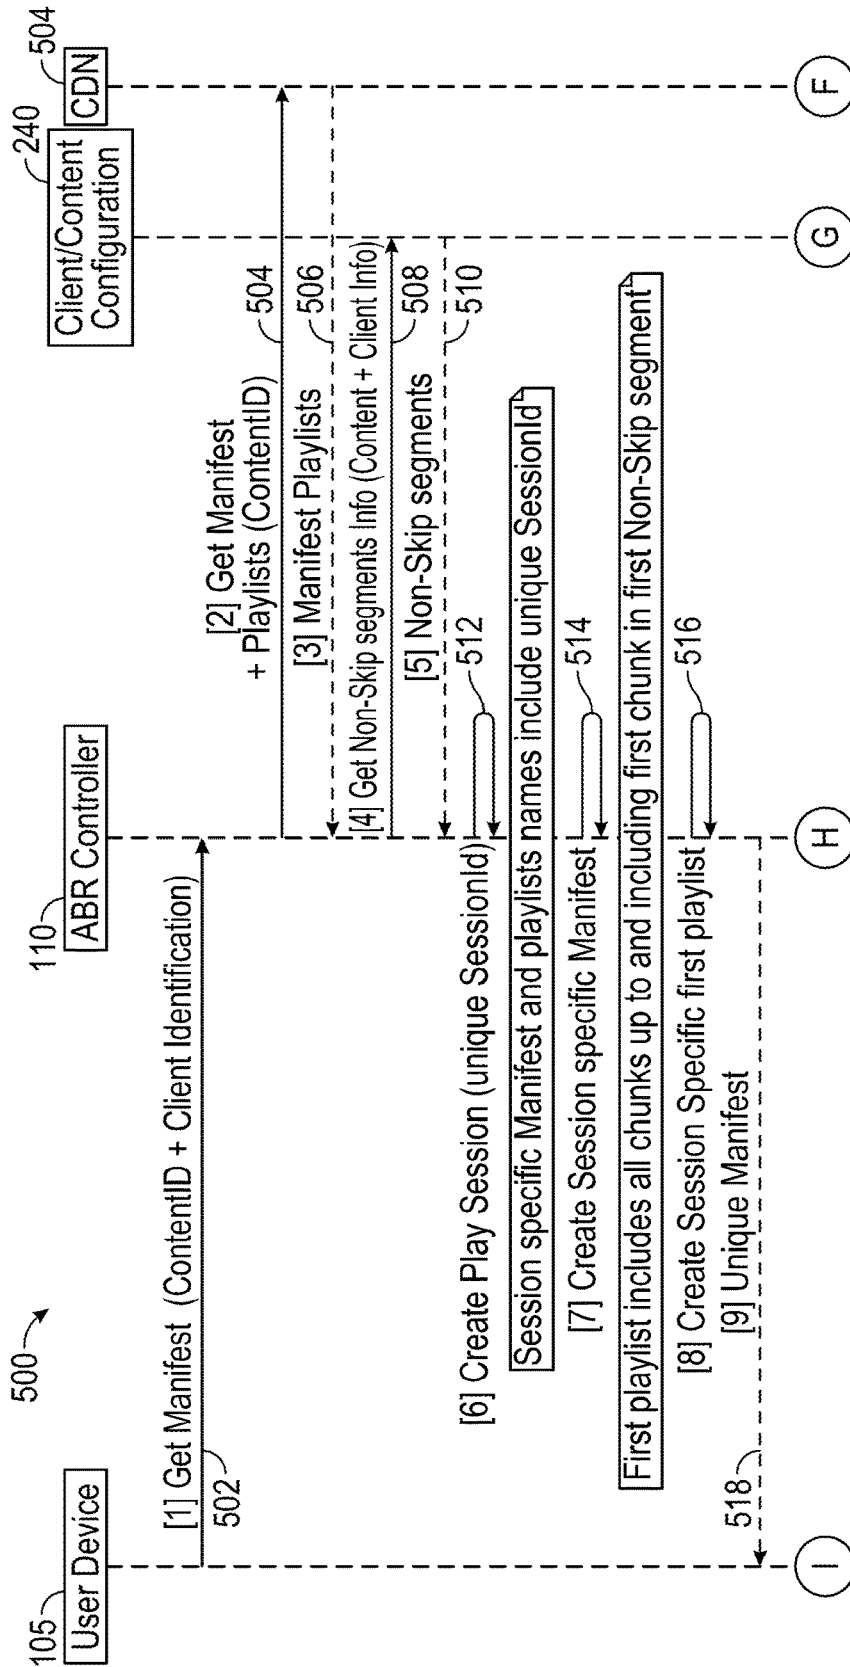 500
105
User Device
110
ABR Controller
240
Client/Content
Configuration
504
CDN
[1] Get Manifest (ContentID + Client Identification)
502
[2] Get Manifest
+ Playlists (ContentID)
504
[3] Manifest Playlists
506
[4] Get Non-Skip segments Info (Content + Client Info)
508
[5] Non-Skip segments
510
[6] Create Play Session (unique SessionId)
512
Session specific Manifest and playlists names include unique SessionId
[7] Create Session specific Manifest
514
First playlist includes all chunks up to and including first chunk in first Non-Skip segment
[8] Create Session Specific first playlist
516
[9] Unique Manifest
518
I
H
G
F